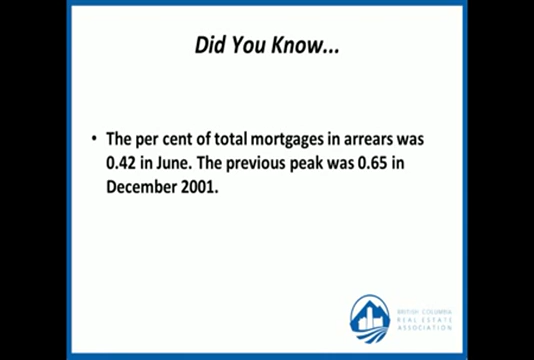 Did You Know...
• The per cent of total mortgages in arrears was
0.42 in June. The previous peak was 0.65 in
December 2001.
BRITISH COLUMBIA
REAL ESTATE
ASSOCIATION